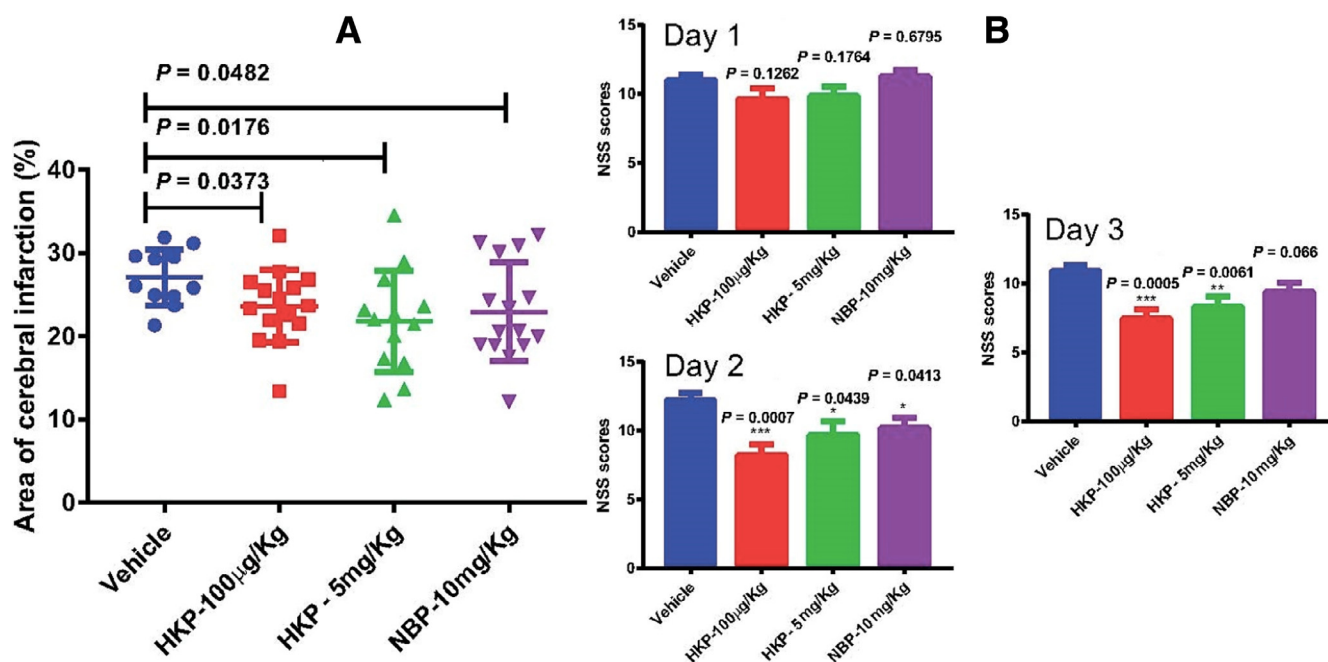 A
P = 0.0482
P = 0.0176
P = 0.0373
Area of cerebral infarction (%)
40
30
20
10
0
Vehicle
HKP-100μg/Kg
HKP - 5mg/Kg
NBP-10mg/Kg
B
Day 1
NSS scores
15
10
5
0
P = 0.1262
P = 0.1764
P = 0.6795
Vehicle
HKP-100μg/Kg
HKP- 5mg/Kg
NBP-10mg/Kg
Day 2
NSS scores
15
10
5
0
P = 0.0007
***
P = 0.0439
*
P = 0.0413
*
Vehicle
HKP-100μg/Kg
HKP- 5mg/Kg
NBP-10mg/Kg
Day 3
NSS scores
15
10
5
0
P = 0.0005
***
P = 0.0061
**
P = 0.066
Vehicle
HKP-100μg/Kg
HKP- 5mg/Kg
NBP-10mg/Kg